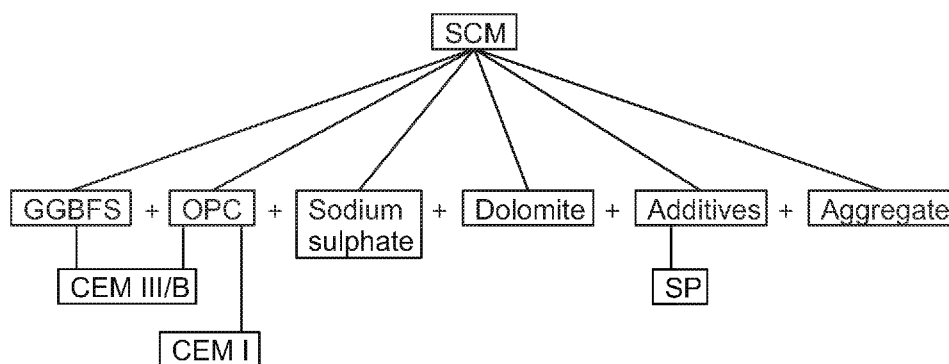 SCM
GGBFS + OPC + Sodium sulphate + Dolomite + Additives + Aggregate
CEM III/B
SP
CEM I